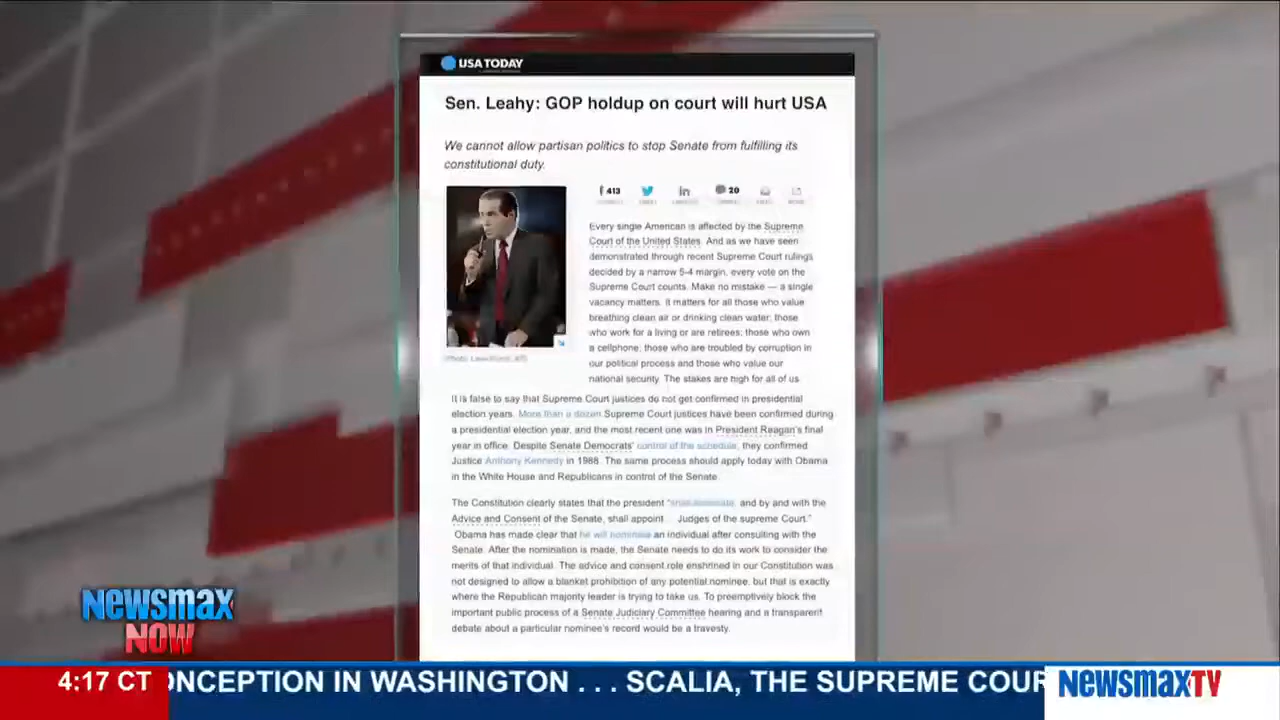 USA TODAY
Sen. Leahy: GOP holdup on court will hurt USA
We cannot allow partisan politics to stop Senate from fulfilling its
constitutional duty.
413
20
Every single American is affected by the Supreme
Court of the United States. And as we have seen
demonstrated through recent Supreme Court rulings
decided by a narrow 5-4 margin, every vote on the
Supreme Court counts. Make no mistake — a single
vacancy matters. It matters for all those who value
breathing clean air or drinking clean water; those
who work for a living or are retirees; those who own
a cellphone; those who are troubled by corruption in
our political process and those who value our
national security. The stakes are high for all of us.
It is false to say that Supreme Court justices do not get confirmed in presidential
election years. More than a dozen Supreme Court justices have been confirmed during
a presidential election year, and the most recent one was in President Reagan's final
year in office. Despite Senate Democrats' control of the schedule, they confirmed
Justice Anthony Kennedy in 1988. The same process should apply today with Obama
in the White House and Republicans in control of the Senate.
The Constitution clearly states that the president "shall nominate, and by and with the
Advice and Consent of the Senate, shall appoint ... Judges of the supreme Court."
Obama has made clear that he will nominate an individual after consulting with the
Senate. After the nomination is made, the Senate needs to do its work to consider the
merits of that individual. The advice and consent role enshrined in our Constitution was
not designed to allow a blanket prohibition of any potential nominee, but that is exactly
where the Republican majority leader is trying to take us. To preemptively block the
important public process of a Senate Judiciary Committee hearing and a transparent
debate about a particular nominee's record would be a travesty.
Newsmax
NOW
4:17 CT
ONCEPTION IN WASHINGTON . . . SCALIA, THE SUPREME COUR
NewsmaxTV